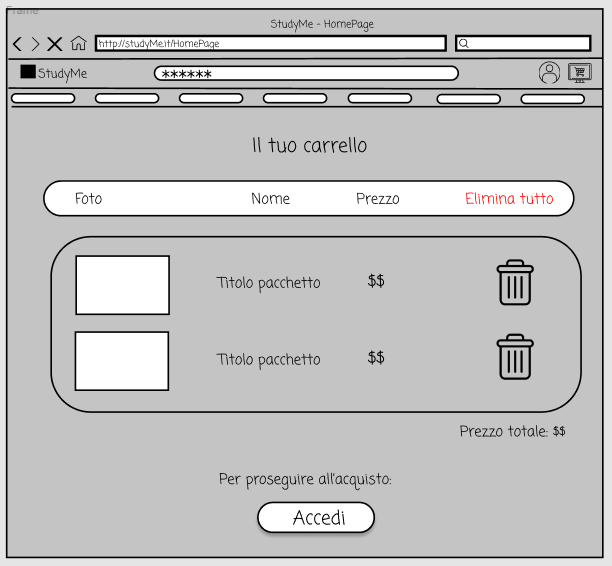 Frame
StudyMe - HomePage
http://studyMe.it/HomePage
StudyMe
******
Il tuo carrello
Foto Nome Prezzo Elimina tutto
Titolo pacchetto $$
Titolo pacchetto $$
Prezzo totale: $$
Per proseguire all'acquisto:
Accedi